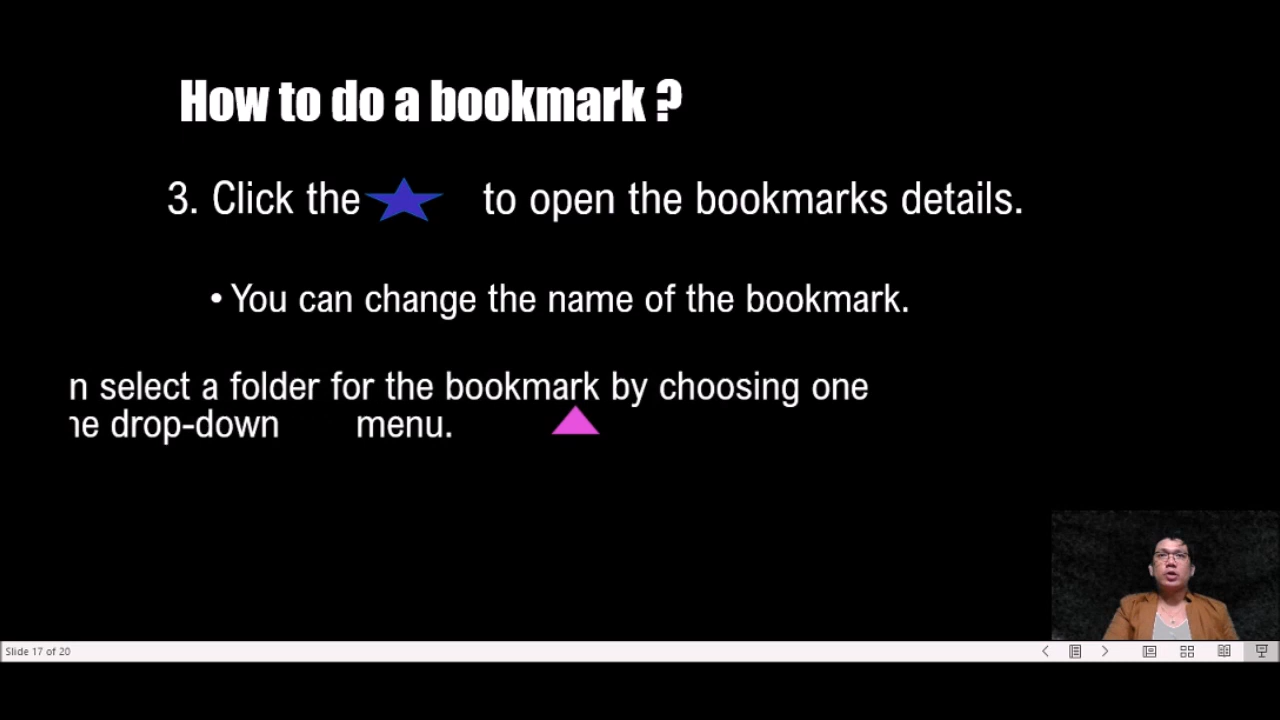 How to do a bookmark ?
3. Click the to open the bookmarks details.
• You can change the name of the bookmark.
n select a folder for the bookmark by choosing one
he drop-down menu.
Slide 17 of 20